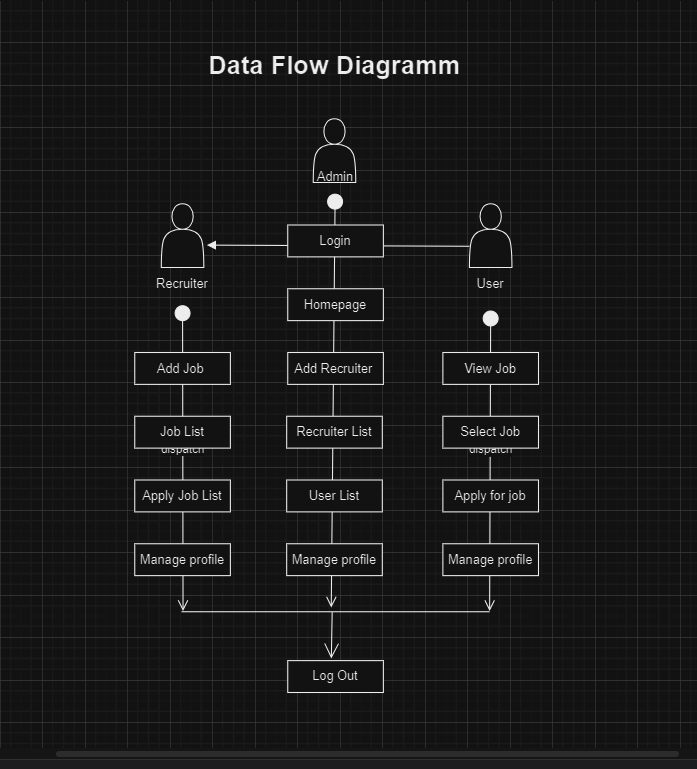 Data Flow Diagramm
Admin
Login
Recruiter
User
Homepage
Add Job
Add Recruiter
View Job
Job List
Recruiter List
Select Job
dispatch
dispatch
Apply Job List
User List
Apply for job
Manage profile
Manage profile
Manage profile
Log Out